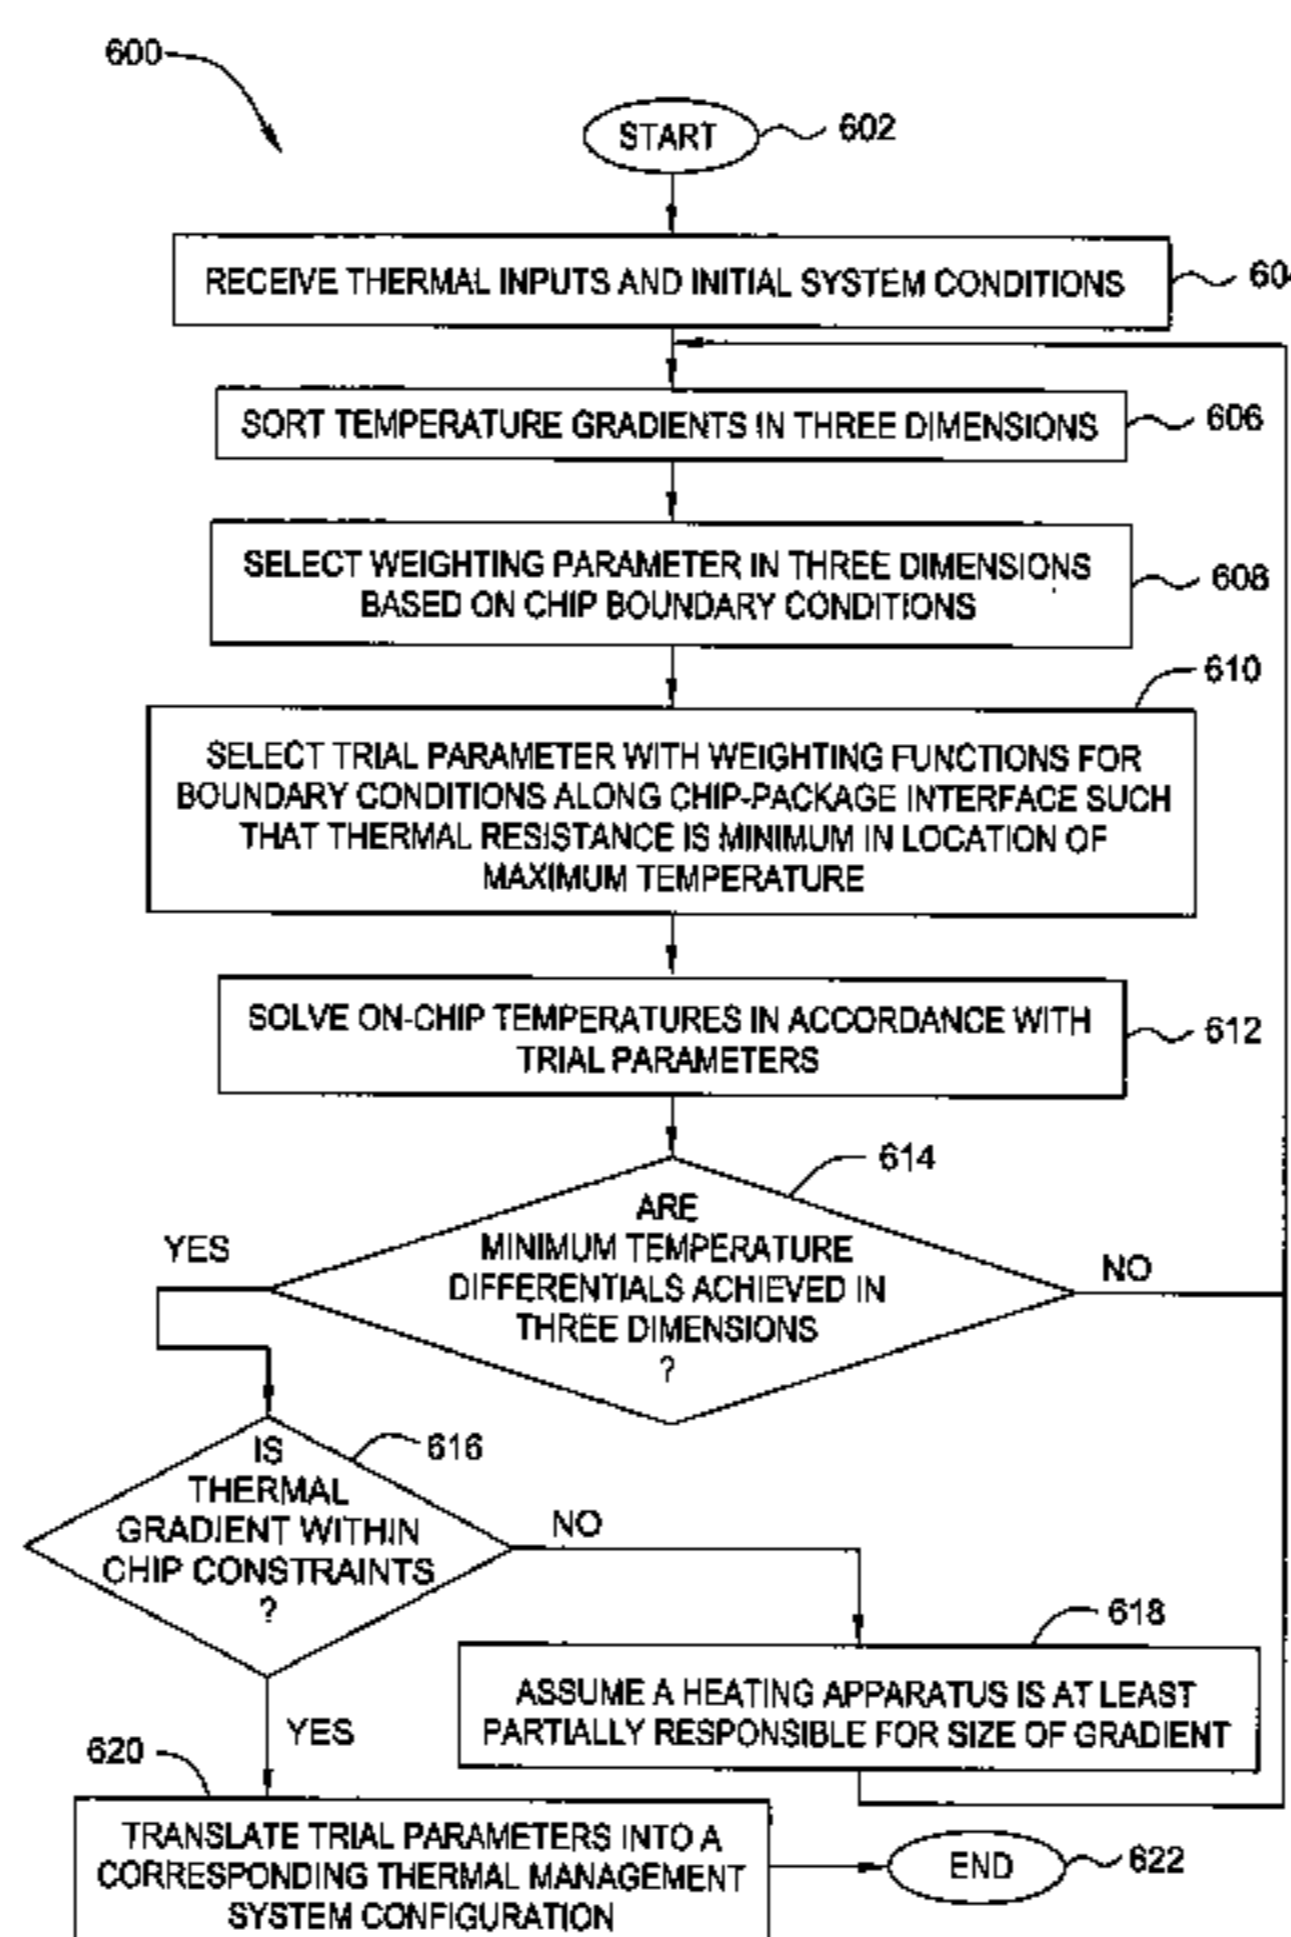 600
START
602
RECEIVE THERMAL INPUTS AND INITIAL SYSTEM CONDITIONS
SORT TEMPERATURE GRADIENTS IN THREE DIMENSIONS
606
SELECT WEIGHTING PARAMETER IN THREE DIMENSIONS
BASED ON CHIP BOUNDARY CONDITIONS
608
610
SELECT TRIAL PARAMETER WITH WEIGHTING FUNCTIONS FOR
BOUNDARY CONDITIONS ALONG CHIP-PACKAGE INTERFACE SUCH
THAT THERMAL RESISTANCE IS MINIMUM IN LOCATION OF
MAXIMUM TEMPERATURE
SOLVE ON-CHIP TEMPERATURES IN ACCORDANCE WITH
TRIAL PARAMETERS
612
614
ARE
MINIMUM TEMPERATURE
DIFFERENTIALS ACHIEVED IN
THREE DIMENSIONS
?
YES
NO
616
IS
THERMAL
GRADIENT WITHIN
CHIP CONSTRAINTS
?
NO
618
ASSUME A HEATING APPARATUS IS AT LEAST
PARTIALLY RESPONSIBLE FOR SIZE OF GRADIENT
YES
620
TRANSLATE TRIAL PARAMETERS INTO A
CORRESPONDING THERMAL MANAGEMENT
SYSTEM CONFIGURATION
END
622